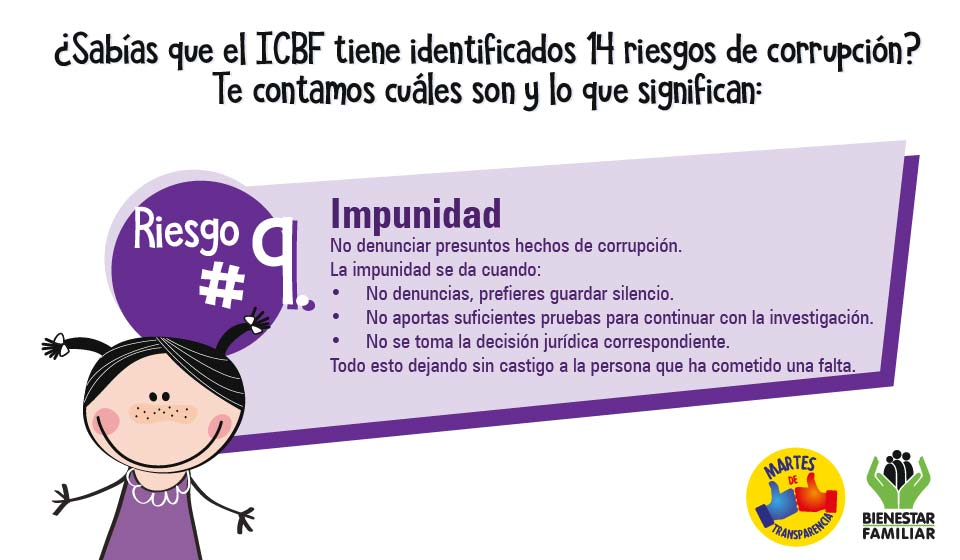 ¿Sabías que el ICBF tiene identificados 14 riesgos de corrupción?
Te contamos cuáles son y lo que significan:
Riesgo
# 9.
Impunidad
No denunciar presuntos hechos de corrupción.
La impunidad se da cuando:
• No denuncias, prefieres guardar silencio.
• No aportas suficientes pruebas para continuar con la investigación.
• No se toma la decisión jurídica correspondiente.
Todo esto dejando sin castigo a la persona que ha cometido una falta.
MARTES
DE
TRANSPARENCIA
BIENESTAR
FAMILIAR